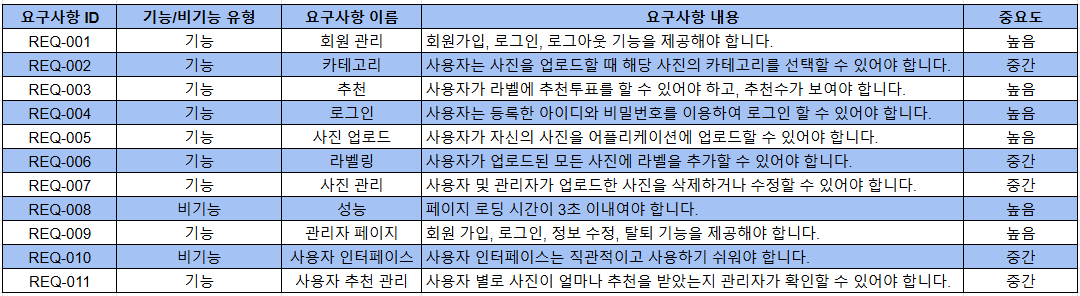 요구사항 ID 기능/비기능 유형 요구사항 이름 요구사항 내용 중요도
REQ-001 기능 회원 관리 회원가입, 로그인, 로그아웃 기능을 제공해야 합니다. 높음
REQ-002 기능 카테고리 사용자는 사진을 업로드할 때 해당 사진의 카테고리를 선택할 수 있어야 합니다. 중간
REQ-003 기능 추천 사용자가 라벨에 추천투표를 할 수 있어야 하고, 추천수가 보여야 합니다. 높음
REQ-004 기능 로그인 사용자는 등록한 아이디와 비밀번호를 이용하여 로그인 할 수 있어야 합니다. 높음
REQ-005 기능 사진 업로드 사용자가 자신의 사진을 어플리케이션에 업로드할 수 있어야 합니다. 높음
REQ-006 기능 라벨링 사용자가 업로드된 모든 사진에 라벨을 추가할 수 있어야 합니다. 중간
REQ-007 기능 사진 관리 사용자 및 관리자가 업로드한 사진을 삭제하거나 수정할 수 있어야 합니다. 중간
REQ-008 비기능 성능 페이지 로딩 시간이 3초 이내여야 합니다. 높음
REQ-009 기능 관리자 페이지 회원 가입, 로그인, 정보 수정, 탈퇴 기능을 제공해야 합니다. 높음
REQ-010 비기능 사용자 인터페이스 사용자 인터페이스는 직관적이고 사용하기 쉬워야 합니다. 중간
REQ-011 기능 사용자 추천 관리 사용자 별로 사진이 얼마나 추천을 받았는지 관리자가 확인할 수 있어야 합니다. 중간